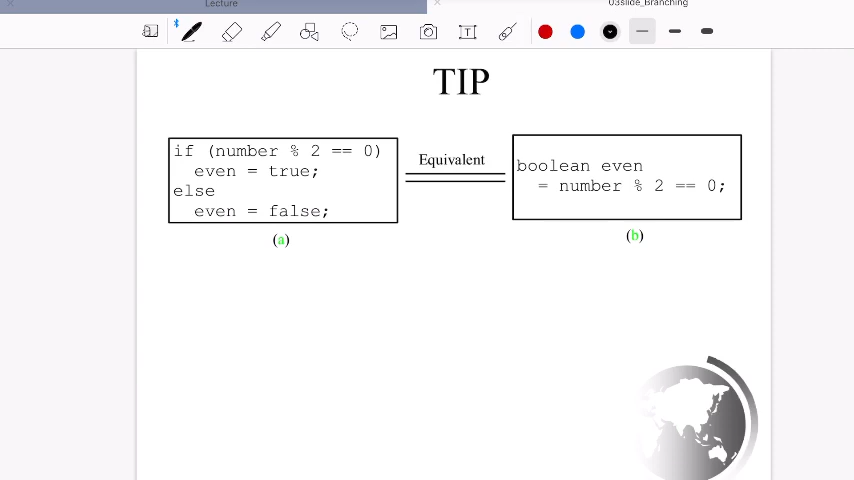 Lecture
03slide_Branching
TIP
if (number % 2 == 0)
even = true;
else
even = false;
(a)
Equivalent
boolean even
= number % 2 == 0;
(b)